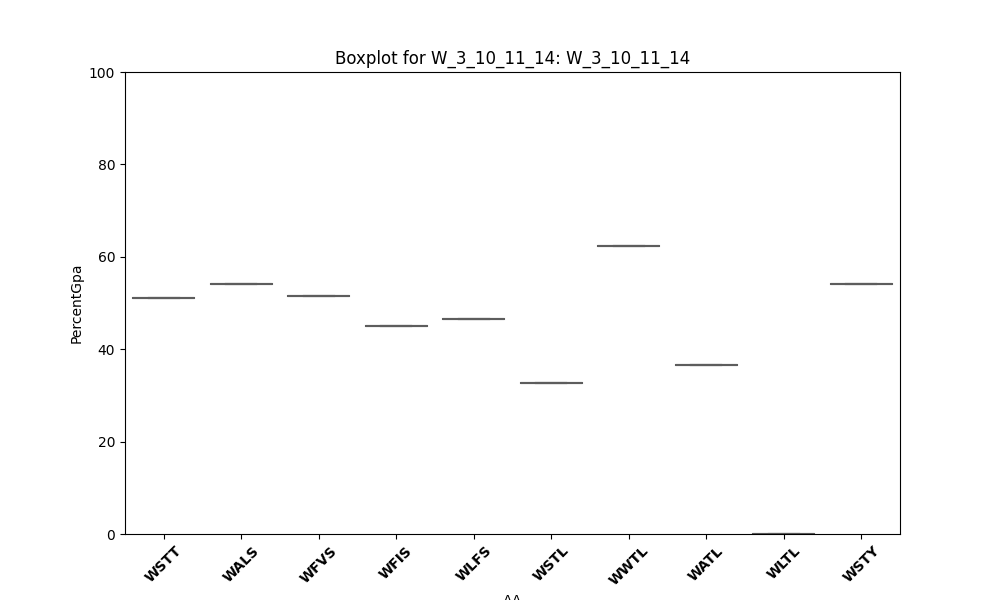 Boxplot for W_3_10_11_14: W_3_10_11_14
100
80
60
40
20
0
PercentGpa
WSTT
WALS
WFVS
WFIS
WLFS
WSTL
WWTL
WATL
WLTL
WSTY
AA